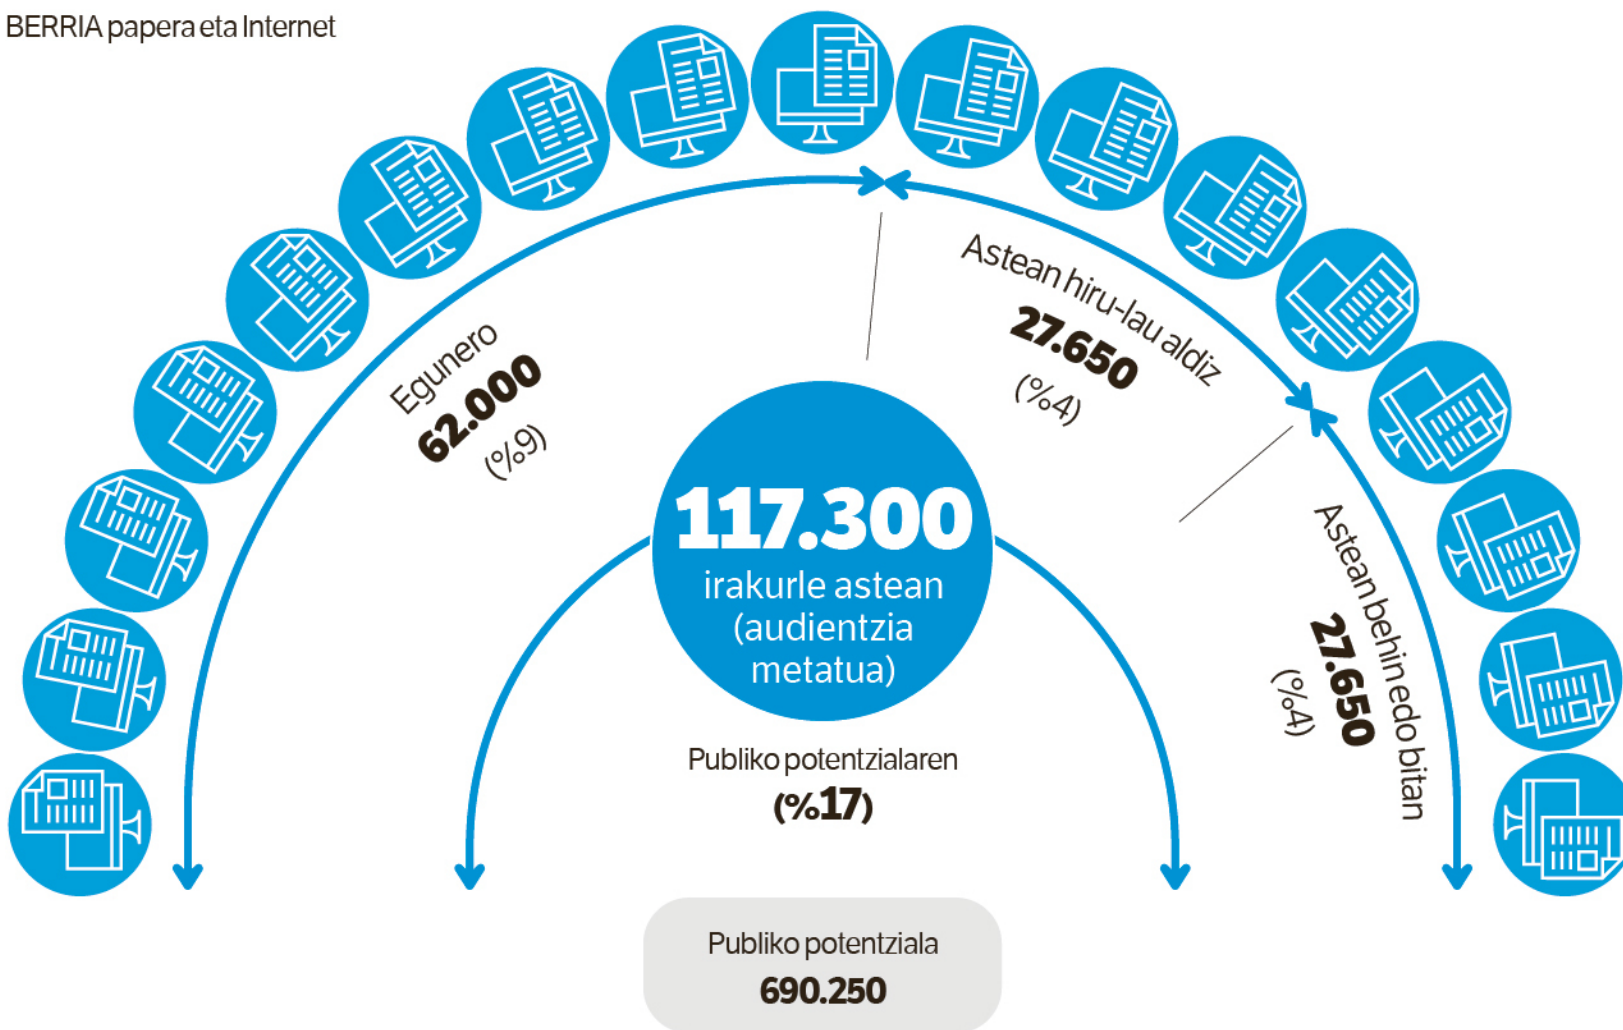 BERRIA papera eta Internet
Egunero
62.000
(%9)
Astean hiru-lau aldiz
27.650
(%4)
Astean behin edo bitan
27.650
(%4)
117.300
irakurle astean
(audientzia
metatua)
Publiko potentzialaren
(%17)
Publiko potentziala
690.250